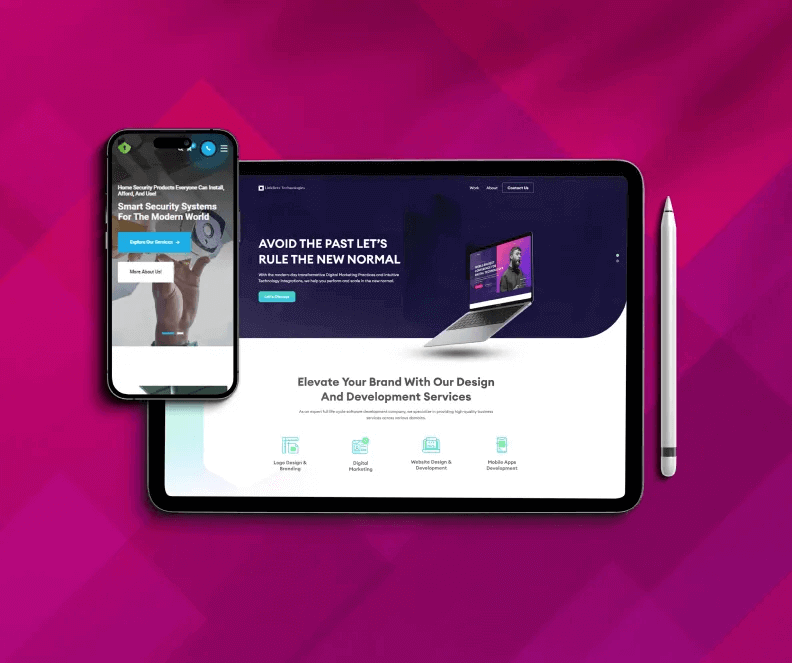 Home Security Products Everyone Can Install,
Afford, And Use!
Smart Security Systems
For The Modern World
Explore Our Services
More About Us!
Technologies
Work
About
Contact Us
AVOID THE PAST LET'S
RULE THE NEW NORMAL
With the modern-day transformative Digital Marketing Practices and Intuitive
Technology Integrations, we help you perform and scale in the new normal.
Let's Discuss
Elevate Your Brand With Our Design
And Development Services
As an expert full life cycle software development company, we specialize in providing high-quality business
services across various domains.
Logo Design &
Branding
Digital
Marketing
Website Design &
Development
Mobile Apps
Development